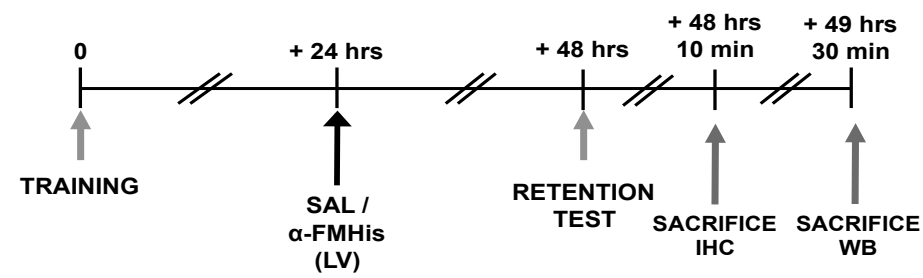 0
+ 24 hrs
+ 48 hrs
+ 48 hrs
10 min
+ 49 hrs
30 min
TRAINING
SAL /
α-FMHis
(LV)
RETENTION
TEST
SACRIFICE
IHC
SACRIFICE
WB